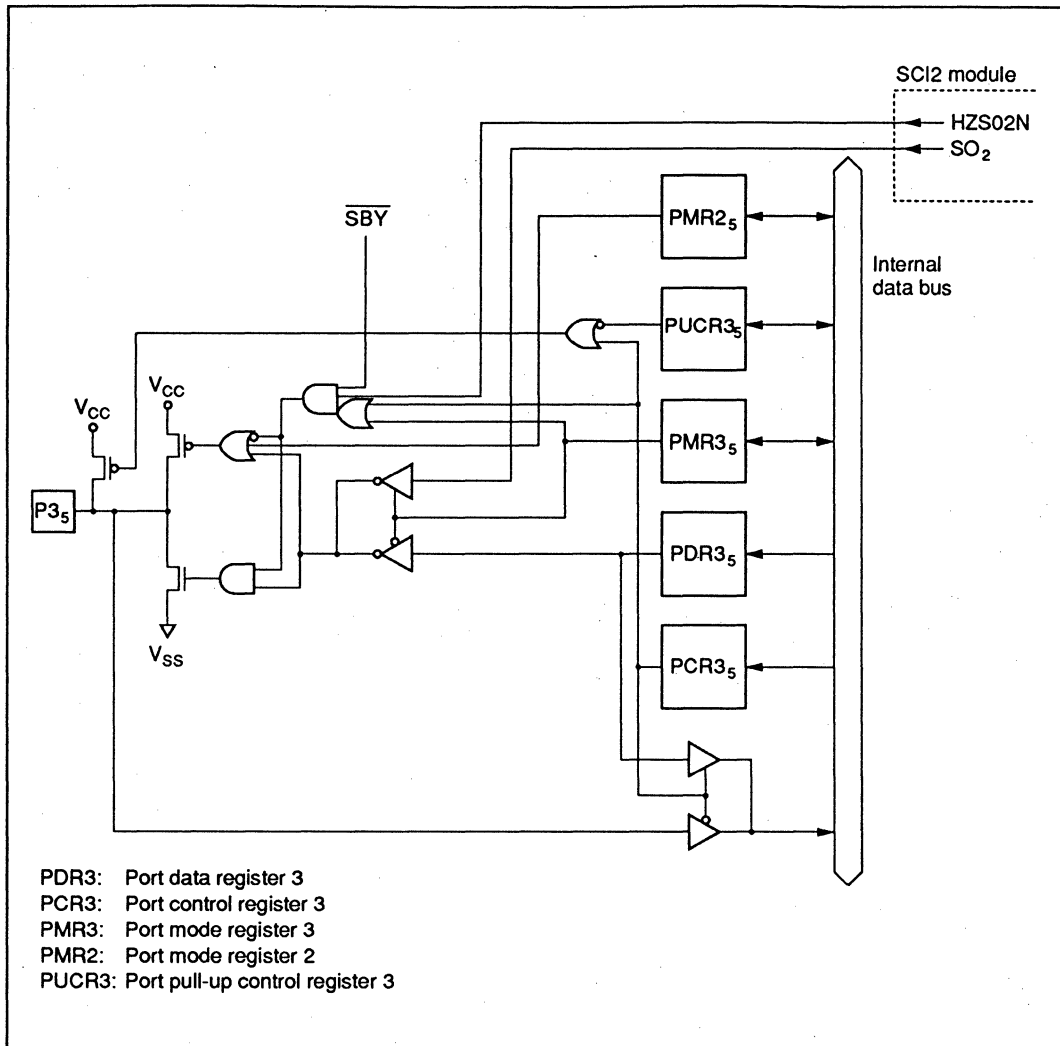 SCI2 module
HZS02N
SO₂
PMR2₅
SBY
PUCR3₅
Internal
data bus
VCC
VCC
PMR3₅
P3₅
PDR3₅
VSS
PCR3₅
PDR3: Port data register 3
PCR3: Port control register 3
PMR3: Port mode register 3
PMR2: Port mode register 2
PUCR3: Port pull-up control register 3